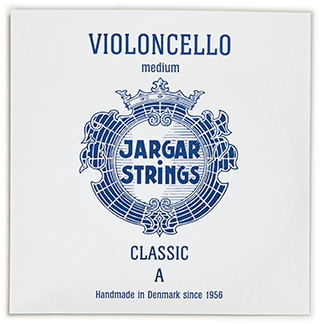 VIOLONCELLO
medium
JARGAR
STRINGS
CLASSIC
A
Handmade in Denmark since 1956